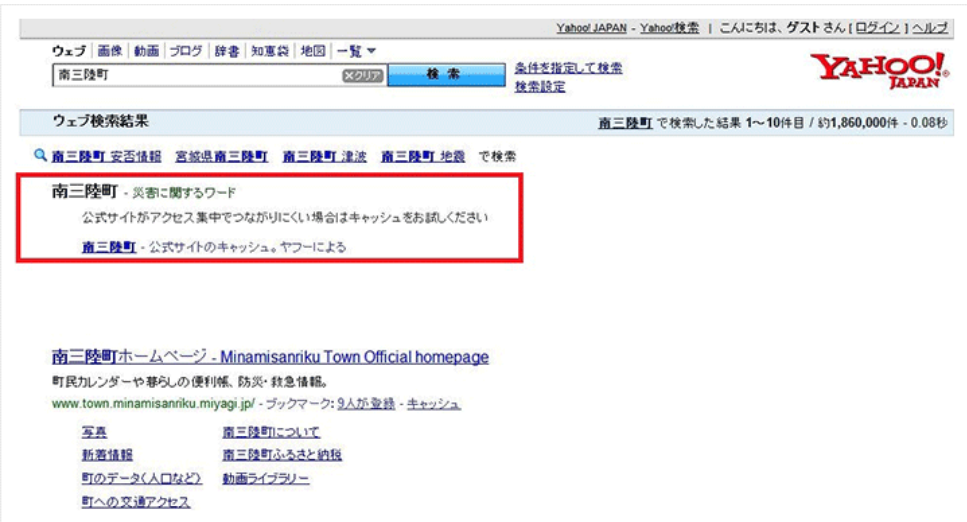 Yahoo! JAPAN - Yahoo!検索 | こんにちは、ゲストさん [ログイン] ヘルプ
ウェブ | 画像 | 動画 | ブログ | 辞書 | 知恵袋 | 地図 | 一覧 ▼
南三陸町 ×クリア 検索 条件を指定して検索
検索設定
YAHOO! JAPAN
ウェブ検索結果 南三陸町 で検索した結果 1~10件目 / 約1,860,000件 - 0.08秒
南三陸町 安否情報 宮城県南三陸町 南三陸町 津波 南三陸町 地震 で検索
南三陸町 - 災害に関するワード
公式サイトがアクセス集中でつながりにくい場合はキャッシュをお試しください
南三陸町 - 公式サイトのキャッシュ。ヤフーによる
南三陸町ホームページ - Minamisanriku Town Official homepage
町民カレンダーや暮らしの便利帳、防災・救急情報。
www.town.minamisanriku.miyagi.jp/ - ブックマーク: 9人が登録 - キャッシュ
写真 南三陸町について
新着情報 南三陸町ふるさと納税
町のデータ(人口など) 動画ライブラリー
町への交通アクセス